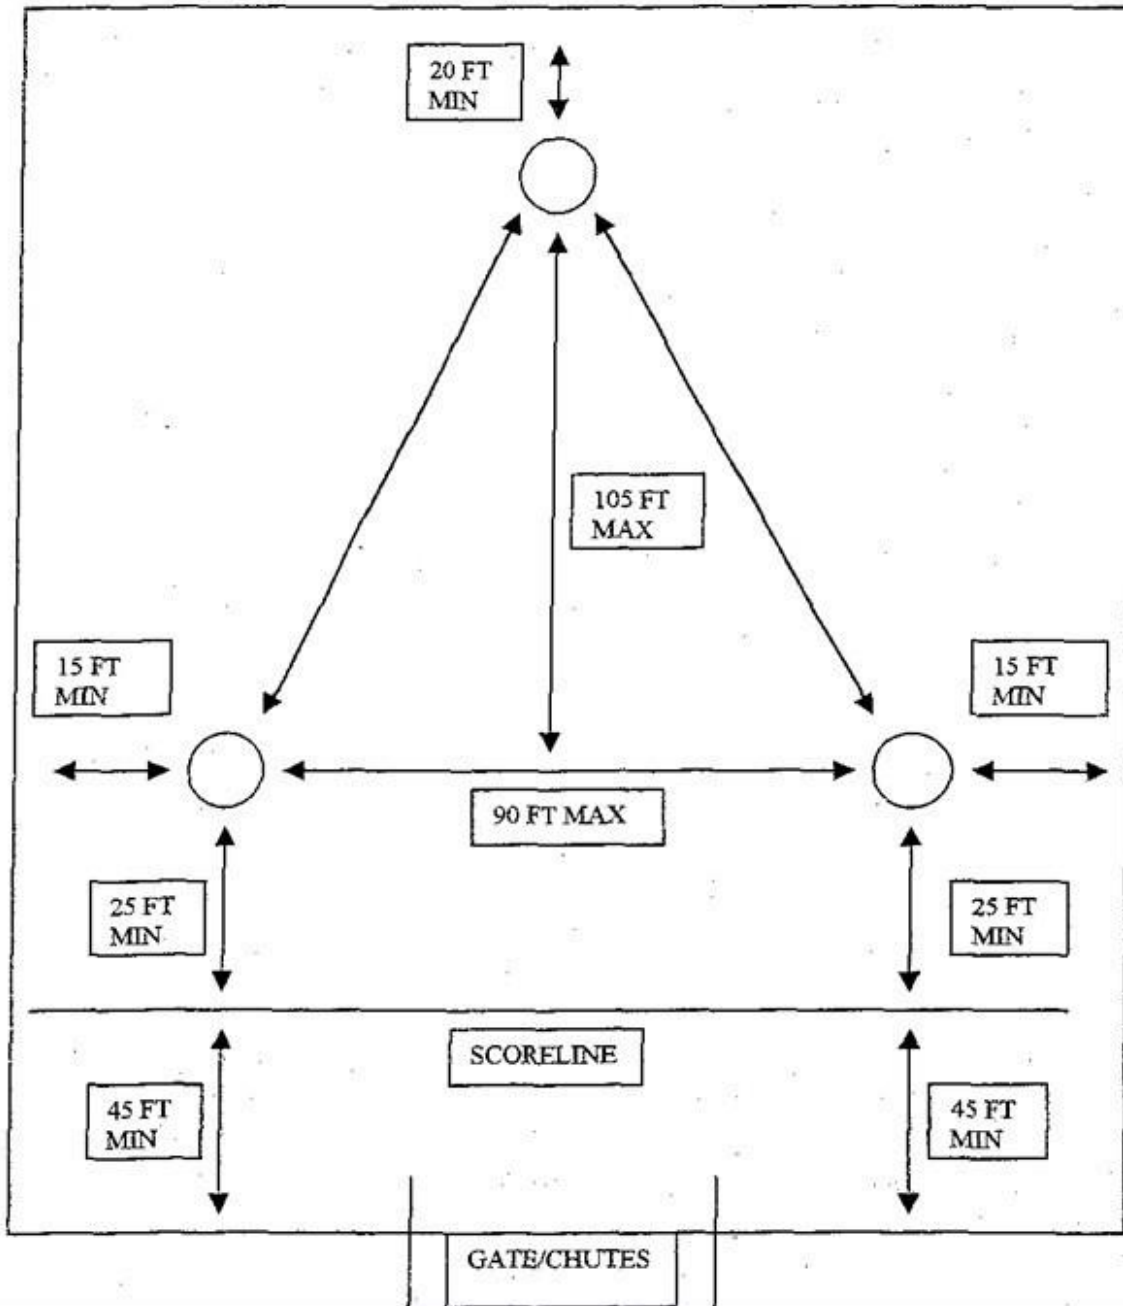 20 FT
MIN
105 FT
MAX
15 FT
MIN
15 FT
MIN
90 FT MAX
25 FT
MIN
25 FT
MIN
SCORELINE
45 FT
MIN
45 FT
MIN
GATE/CHUTES